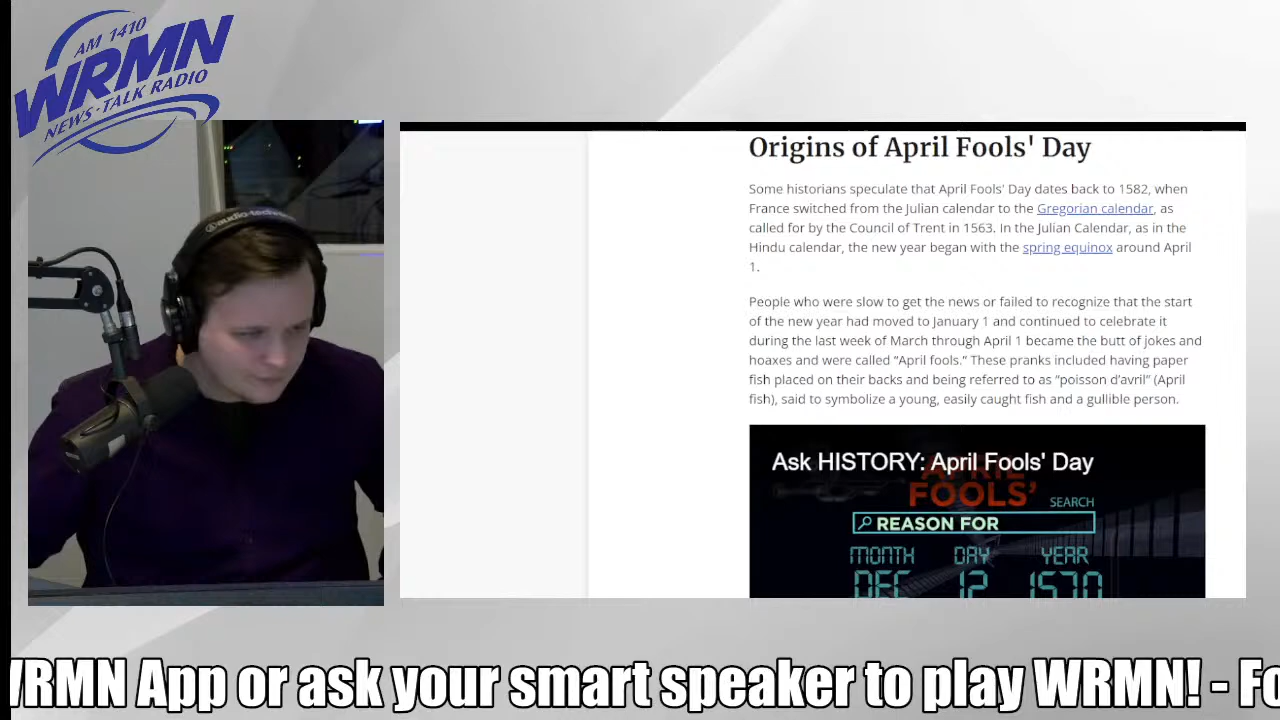 AM 1410
WRMN
NEWS-TALK RADIO
audio-technica
Origins of April Fools' Day
Some historians speculate that April Fools' Day dates back to 1582, when
France switched from the Julian calendar to the Gregorian calendar, as
called for by the Council of Trent in 1563. In the Julian Calendar, as in the
Hindu calendar, the new year began with the spring equinox around April
1.
People who were slow to get the news or failed to recognize that the start
of the new year had moved to January 1 and continued to celebrate it
during the last week of March through April 1 became the butt of jokes and
hoaxes and were called “April fools.“ These pranks included having paper
fish placed on their backs and being referred to as “poisson d’avril” (April
fish), said to symbolize a young, easily caught fish and a gullible person.
Ask HISTORY: April Fools' Day
APRIL
FOOLS’
SEARCH
REASON FOR
MONTH DAY YEAR
DEC 12 1570
WRMN App or ask your smart speaker to play WRMN! - Fo